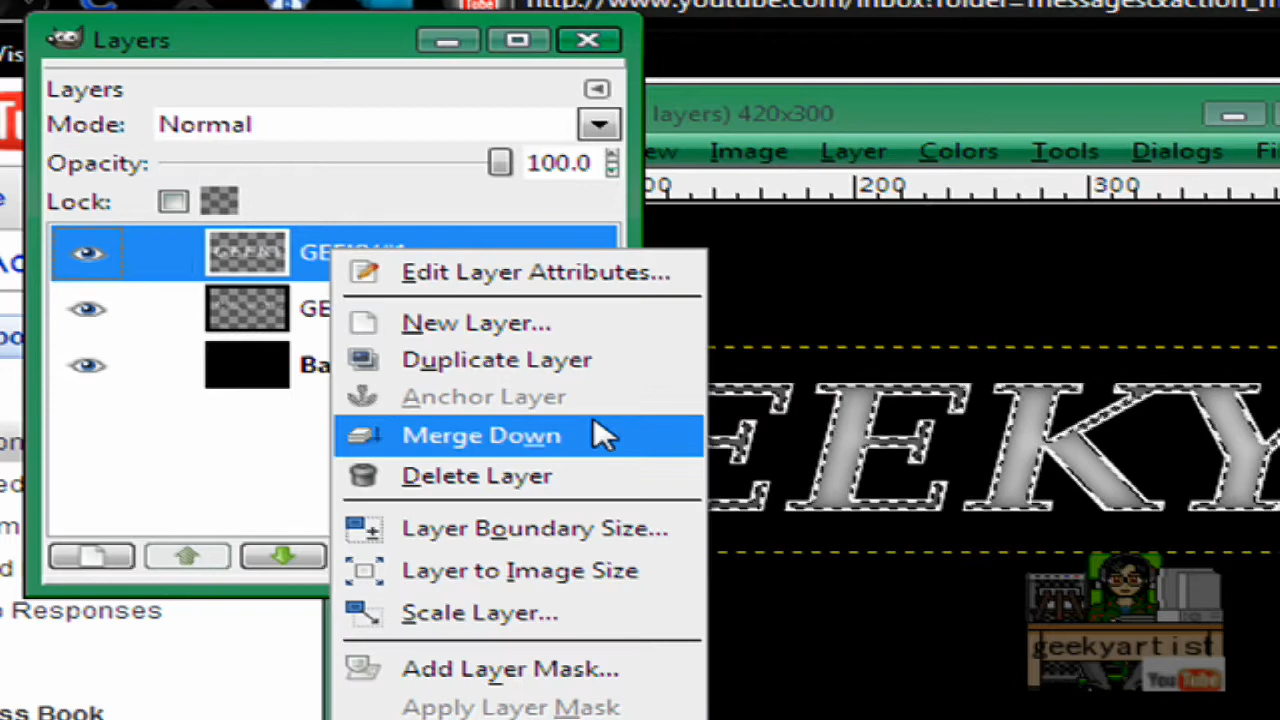 http://www.youtube.com/inbox?folder=messages&action_m
Layers
Layers
layers) 420x300
Mode: Normal
Image Layer Colors Tools Dialogs Fil
Opacity: 100.0
200 300
Lock:
Edit Layer Attributes...
New Layer...
Duplicate Layer
Anchor Layer
Merge Down
EEKY
Delete Layer
Layer Boundary Size...
Layer to Image Size
Responses
Scale Layer...
geekyartist
Add Layer Mask...
YouTube
Apply Layer Mask
ss Book